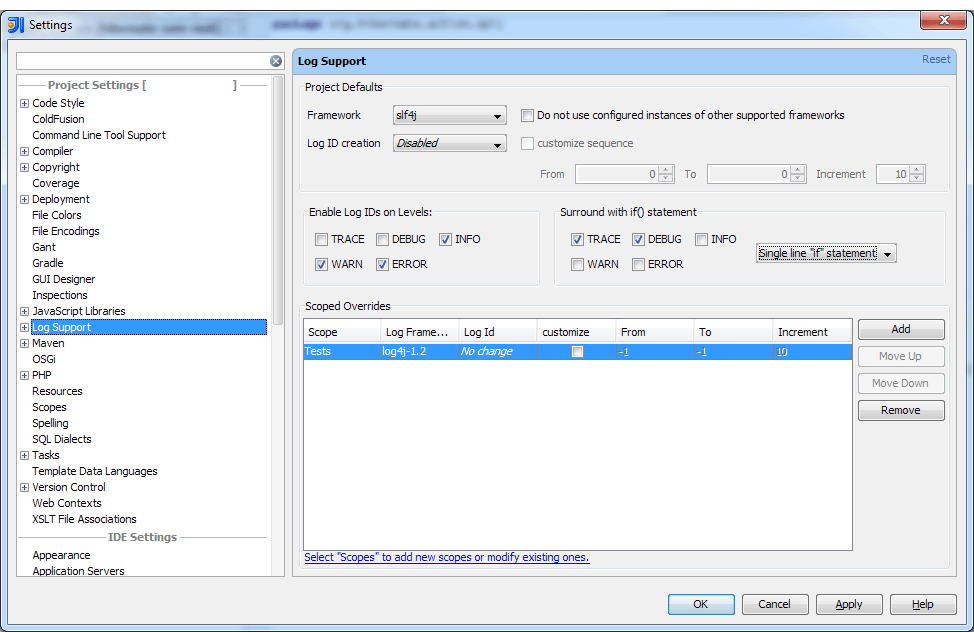 Settings
Log Support
Reset
Project Settings [ ]
Code Style
ColdFusion
Command Line Tool Support
Compiler
Copyright
Coverage
Deployment
File Colors
File Encodings
Gant
Gradle
GUI Designer
Inspections
JavaScript Libraries
Log Support
Maven
OSGi
PHP
Resources
Scopes
Spelling
SQL Dialects
Tasks
Template Data Languages
Version Control
Web Contexts
XSLT File Associations
IDE Settings
Appearance
Application Servers
Project Defaults
Framework slf4j Do not use configured instances of other supported frameworks
Log ID creation Disabled customize sequence
From 0 To 0 Increment 10
Enable Log IDs on Levels:
TRACE DEBUG INFO
WARN ERROR
Surround with if() statement
TRACE DEBUG INFO
WARN ERROR
Single line "if" statement
Scoped Overrides
Scope Log Frame... Log Id customize From To Increment
Tests log4j-1.2 No change -1 -1 10
Add
Move Up
Move Down
Remove
Select "Scopes" to add new scopes or modify existing ones.
OK Cancel Apply Help